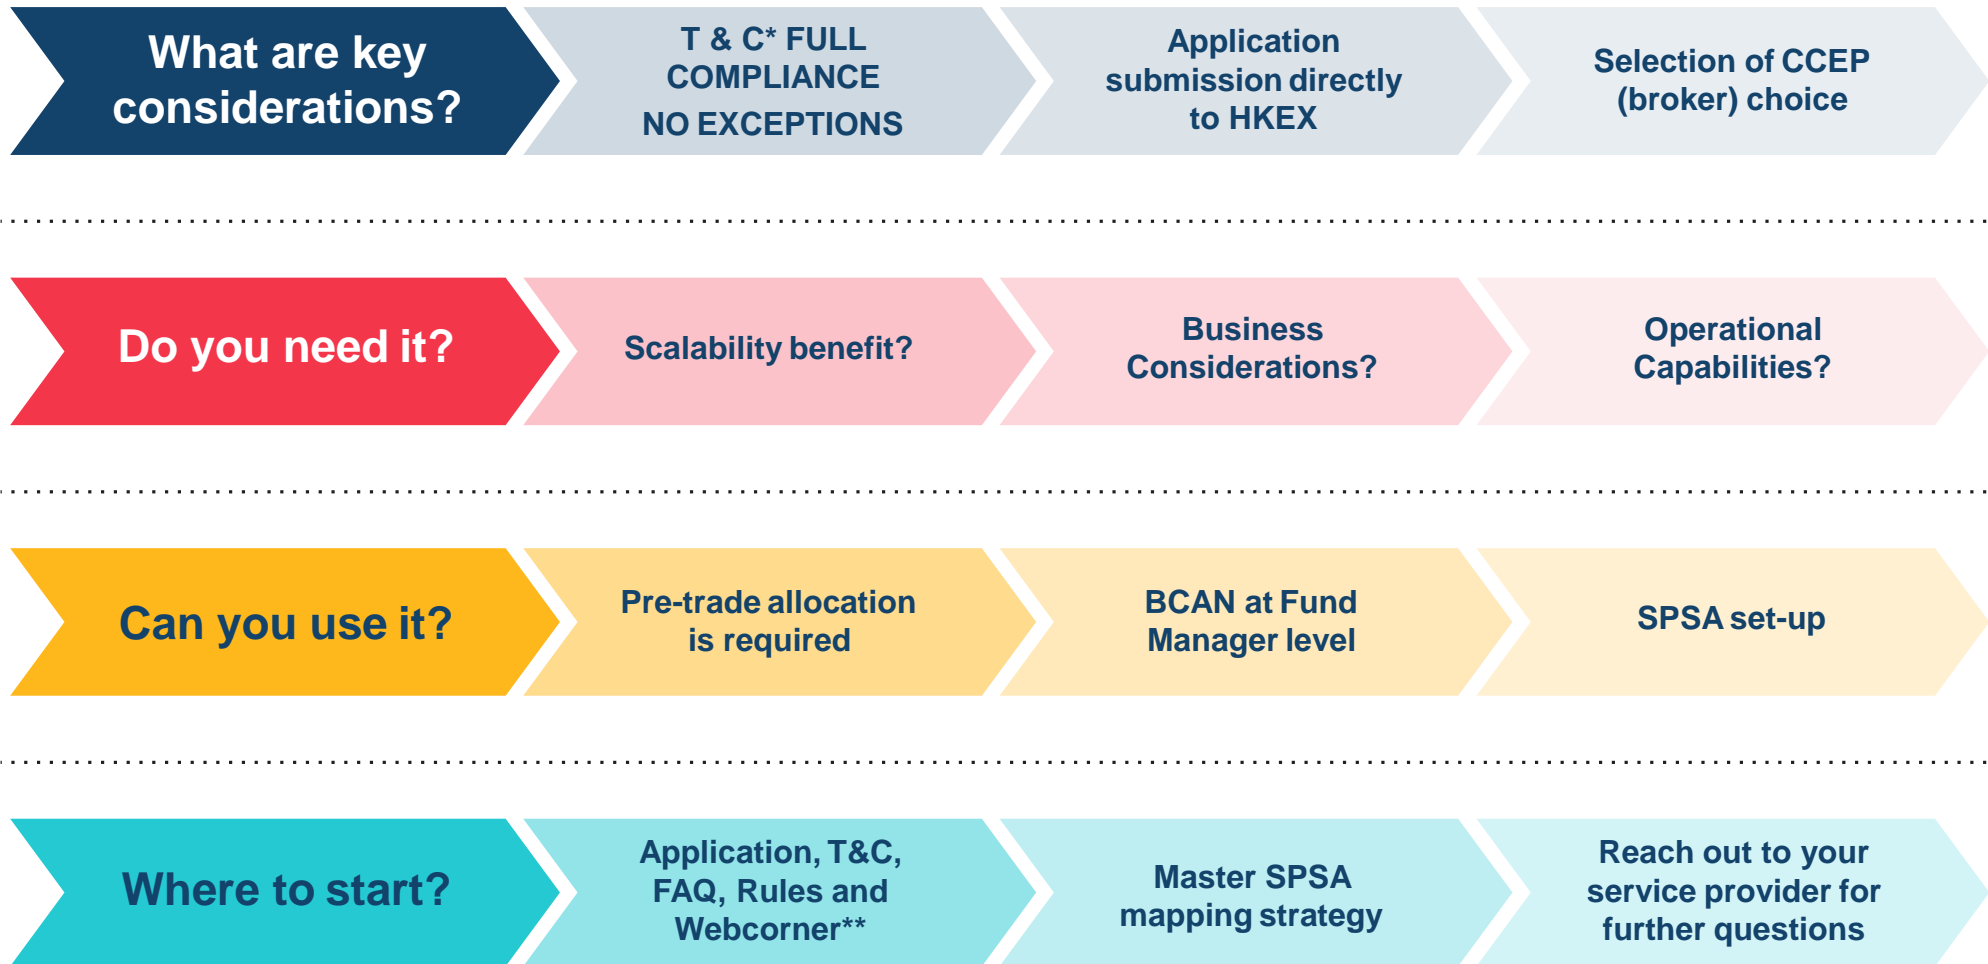 What are key
considerations?
T & C* FULL
COMPLIANCE
NO EXCEPTIONS
Application
submission directly
to HKEX
Selection of CCEP
(broker) choice
Do you need it?
Scalability benefit?
Business
Considerations?
Operational
Capabilities?
Can you use it?
Pre-trade allocation
is required
BCAN at Fund
Manager level
SPSA set-up
Where to start?
Application, T&C,
FAQ, Rules and
Webcorner**
Master SPSA
mapping strategy
Reach out to your
service provider for
further questions